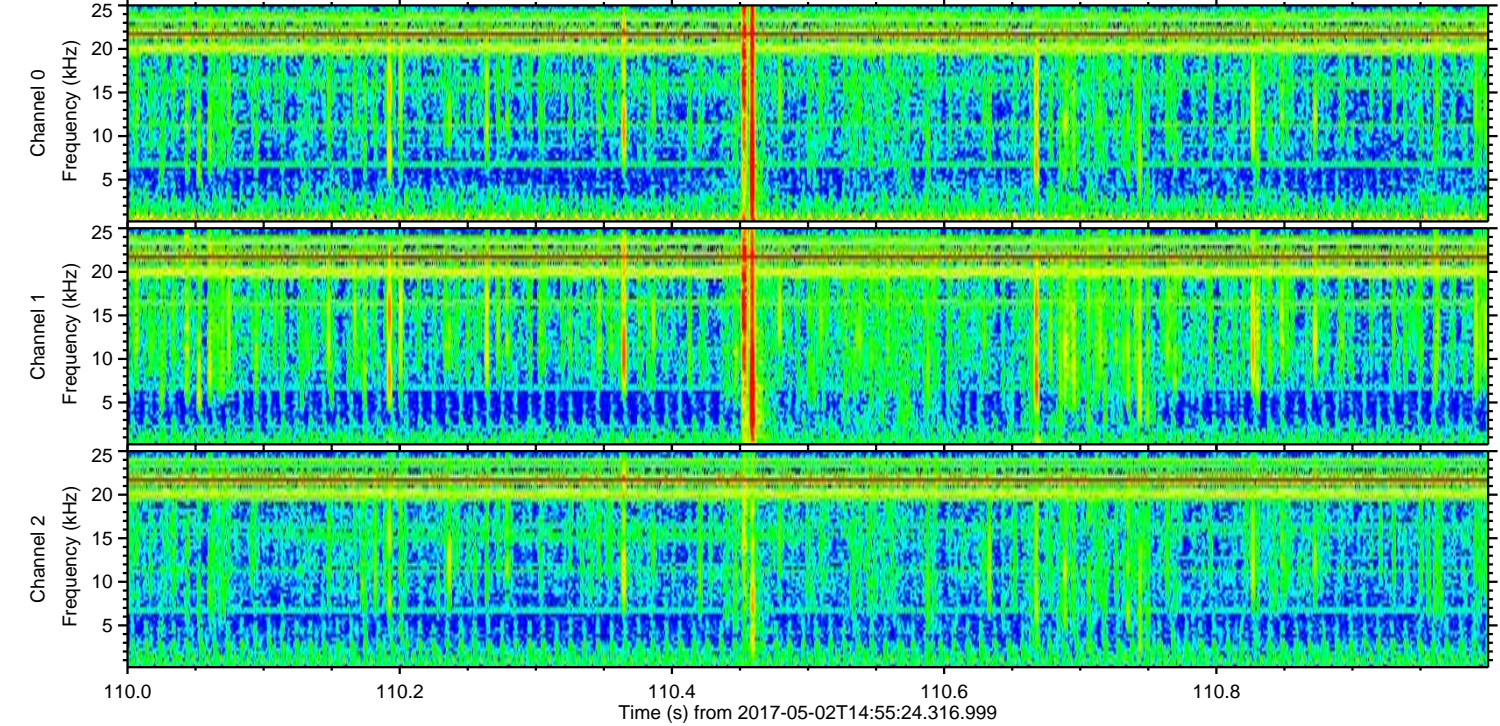 25
20
15
10
5
Channel 0
Frequency (kHz)
25
20
15
10
5
Channel 1
Frequency (kHz)
25
20
15
10
5
Channel 2
Frequency (kHz)
110.0 110.2 110.4 110.6 110.8
Time (s) from 2017-05-02T14:55:24.316.999